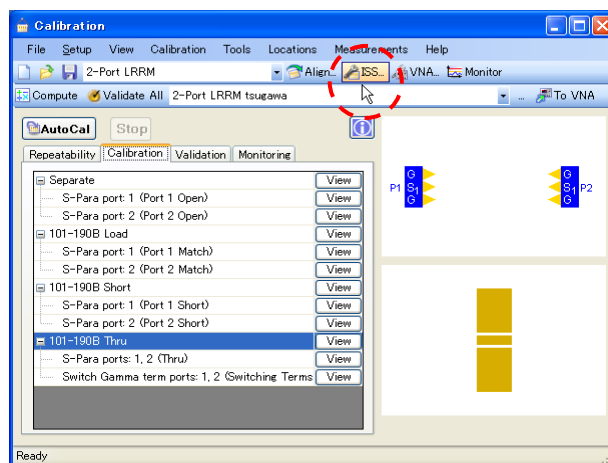 Calibration
File Setup View Calibration Tools Locations Measurements Help
2-Port LRRM Align... ISS... VNA... Monitor
Compute Validate All 2-Port LRRM tsugawa ... To VNA
AutoCal Stop
Repeatability Calibration Validation Monitoring
Separate View
S-Para port: 1 (Port 1 Open) View
S-Para port: 2 (Port 2 Open) View
101-190B Load View
S-Para port: 1 (Port 1 Match) View
S-Para port: 2 (Port 2 Match) View
101-190B Short View
S-Para port: 1 (Port 1 Short) View
S-Para port: 2 (Port 2 Short) View
101-190B Thru View
S-Para ports: 1, 2 (Thru) View
Switch Gamma term ports: 1, 2 (Switching Terms View
G G
P1 S1 S1 P2
G G
Ready